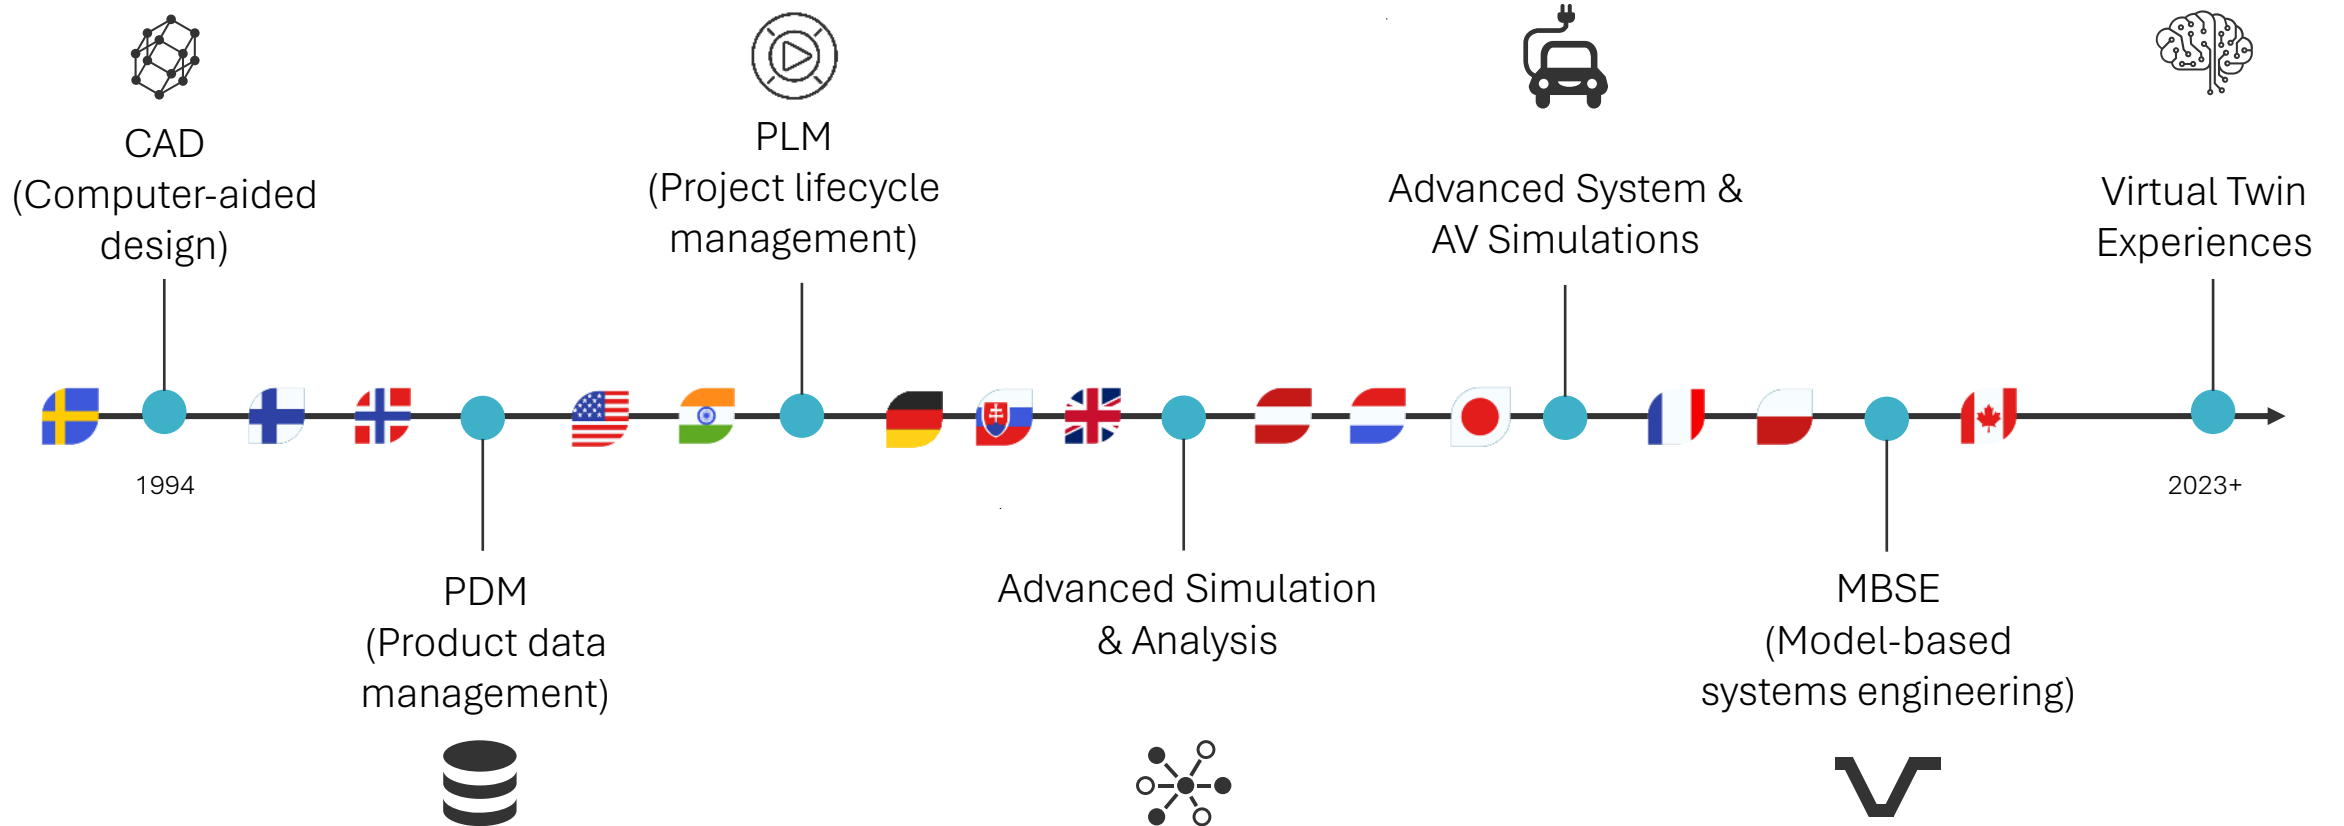 CAD
(Computer-aided
design)
PLM
(Project lifecycle
management)
Advanced System &
AV Simulations
Virtual Twin
Experiences
1994
2023+
PDM
(Product data
management)
Advanced Simulation
& Analysis
MBSE
(Model-based
systems engineering)